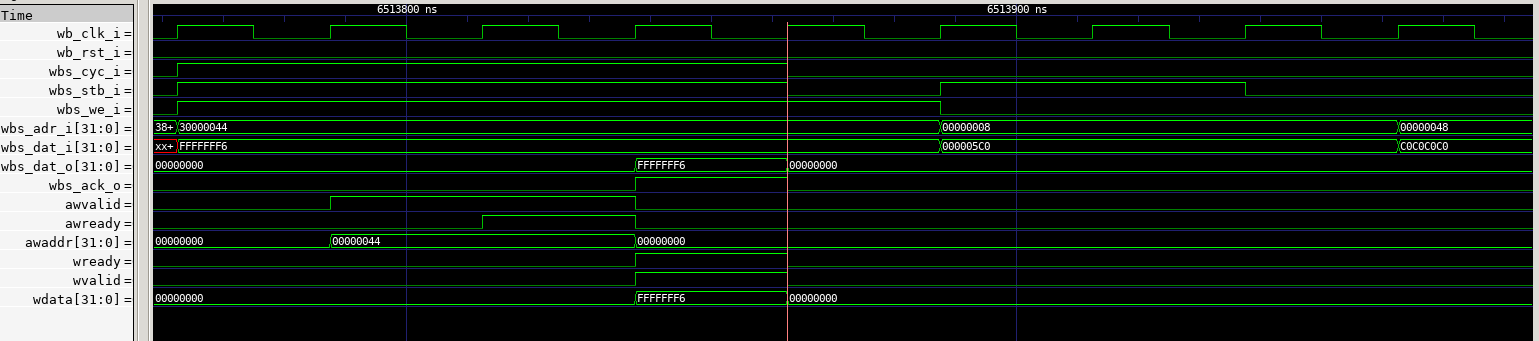 Time 6513800 ns 6513900 ns
wb_clk_i=
wb_rst_i=
wbs_cyc_i=
wbs_stb_i=
wbs_we_i=
wbs_adr_i[31:0]= 38+ 30000044 00000008 00000048
wbs_dat_i[31:0]= xx+ FFFFFFF6 000005C0 C0C0C0C0
wbs_dat_o[31:0]= 00000000 FFFFFFF6 00000000
wbs_ack_o=
awvalid=
awready=
awaddr[31:0]= 00000000 00000044 00000000
wready=
wvalid=
wdata[31:0]= 00000000 FFFFFFF6 00000000